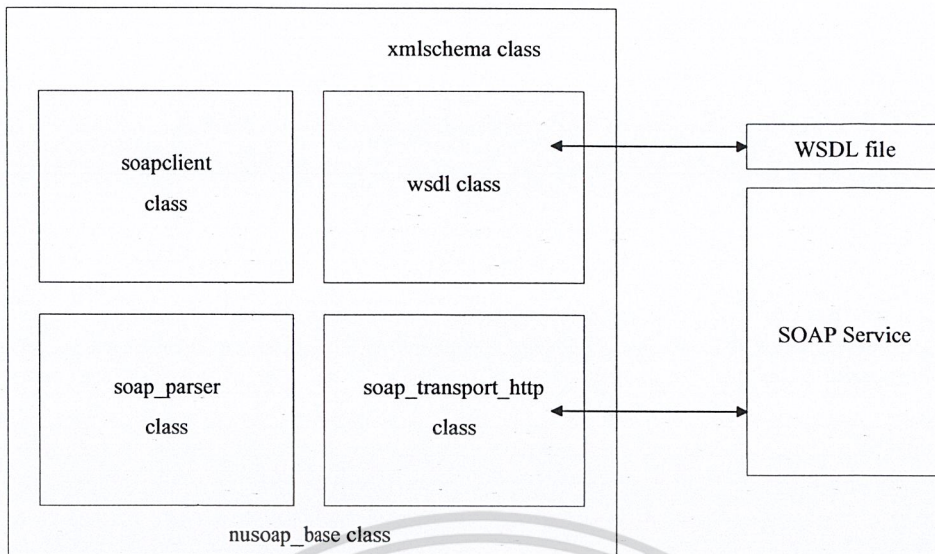 xmlschema class
soapclient
class
wsdl class
WSDL file
SOAP Service
soap_parser
class
soap_transport_http
class
nusoap_base class